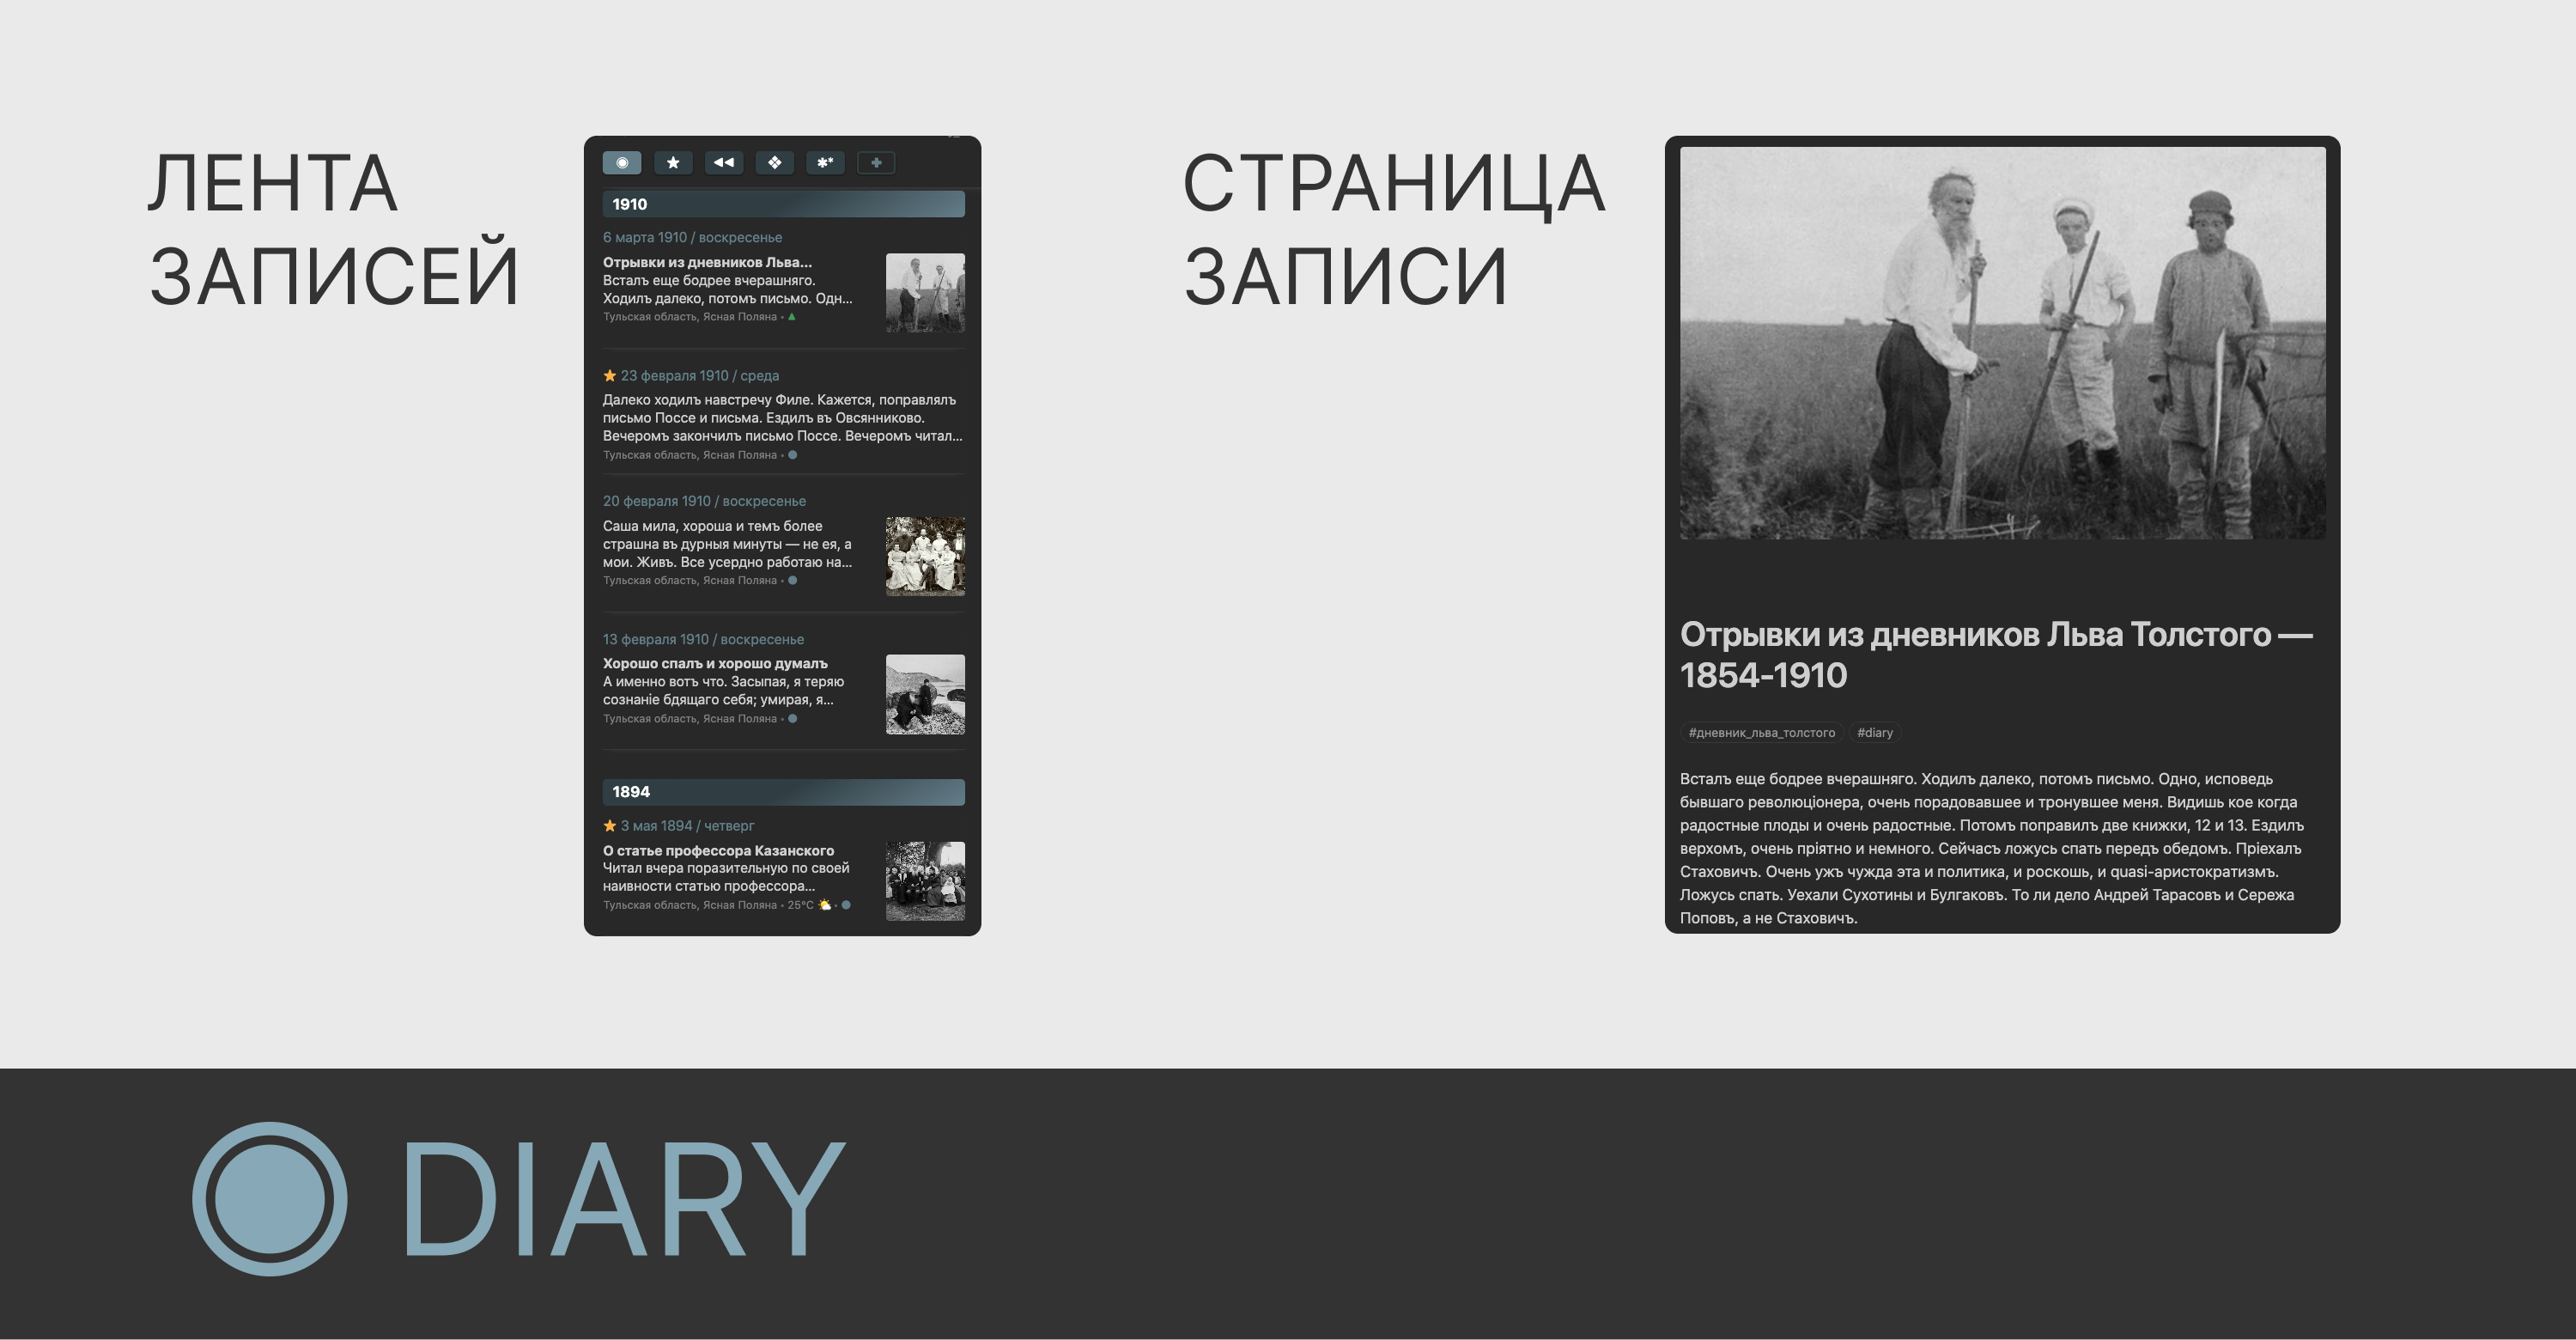 ЛЕНТА
ЗАПИСЕЙ
1910
6 марта 1910 / воскресенье
Отрывки из дневников Льва...
Всталъ еще бодрее вчерашняго.
Ходилъ далеко, потомъ письмо. Одн...
Тульская область, Ясная Поляна •
23 февраля 1910 / среда
Далеко ходилъ навстречу Филе. Кажется, поправлялъ
письмо Поссе и письма. Ездилъ въ Овсянниково.
Вечеромъ закончилъ письмо Поссе. Вечеромъ читал...
Тульская область, Ясная Поляна •
20 февраля 1910 / воскресенье
Саша мила, хороша и темъ более
страшна въ дурныя минуты — не ея, а
мои. Живъ. Все усердно работаю на...
Тульская область, Ясная Поляна •
13 февраля 1910 / воскресенье
Хорошо спалъ и хорошо думалъ
А именно вотъ что. Засыпая, я теряю
сознаніе бдящаго себя; умирая, я...
Тульская область, Ясная Поляна •
1894
3 мая 1894 / четверг
О статье профессора Казанского
Читал вчера поразительную по своей
наивности статью профессора...
Тульская область, Ясная Поляна • 25°C •
СТРАНИЦА
ЗАПИСИ
Отрывки из дневников Льва Толстого —
1854-1910
#дневник_льва_толстого #diary
Всталъ еще бодрее вчерашняго. Ходилъ далеко, потомъ письмо. Одно, исповедь
бывшаго революціонера, очень порадовавшее и тронувшее меня. Видишь кое когда
радостные плоды и очень радостные. Потомъ поправилъ две книжки, 12 и 13. Ездилъ
верхомъ, очень пріятно и немного. Сейчасъ ложусь спать передъ обедомъ. Пріехалъ
Стаховичъ. Очень ужъ чужда эта и политика, и роскошь, и quasi-аристократизмъ.
Ложусь спать. Уехали Сухотины и Булгаковъ. То ли дело Андрей Тарасовъ и Сережа
Поповъ, а не Стаховичъ.
DIARY